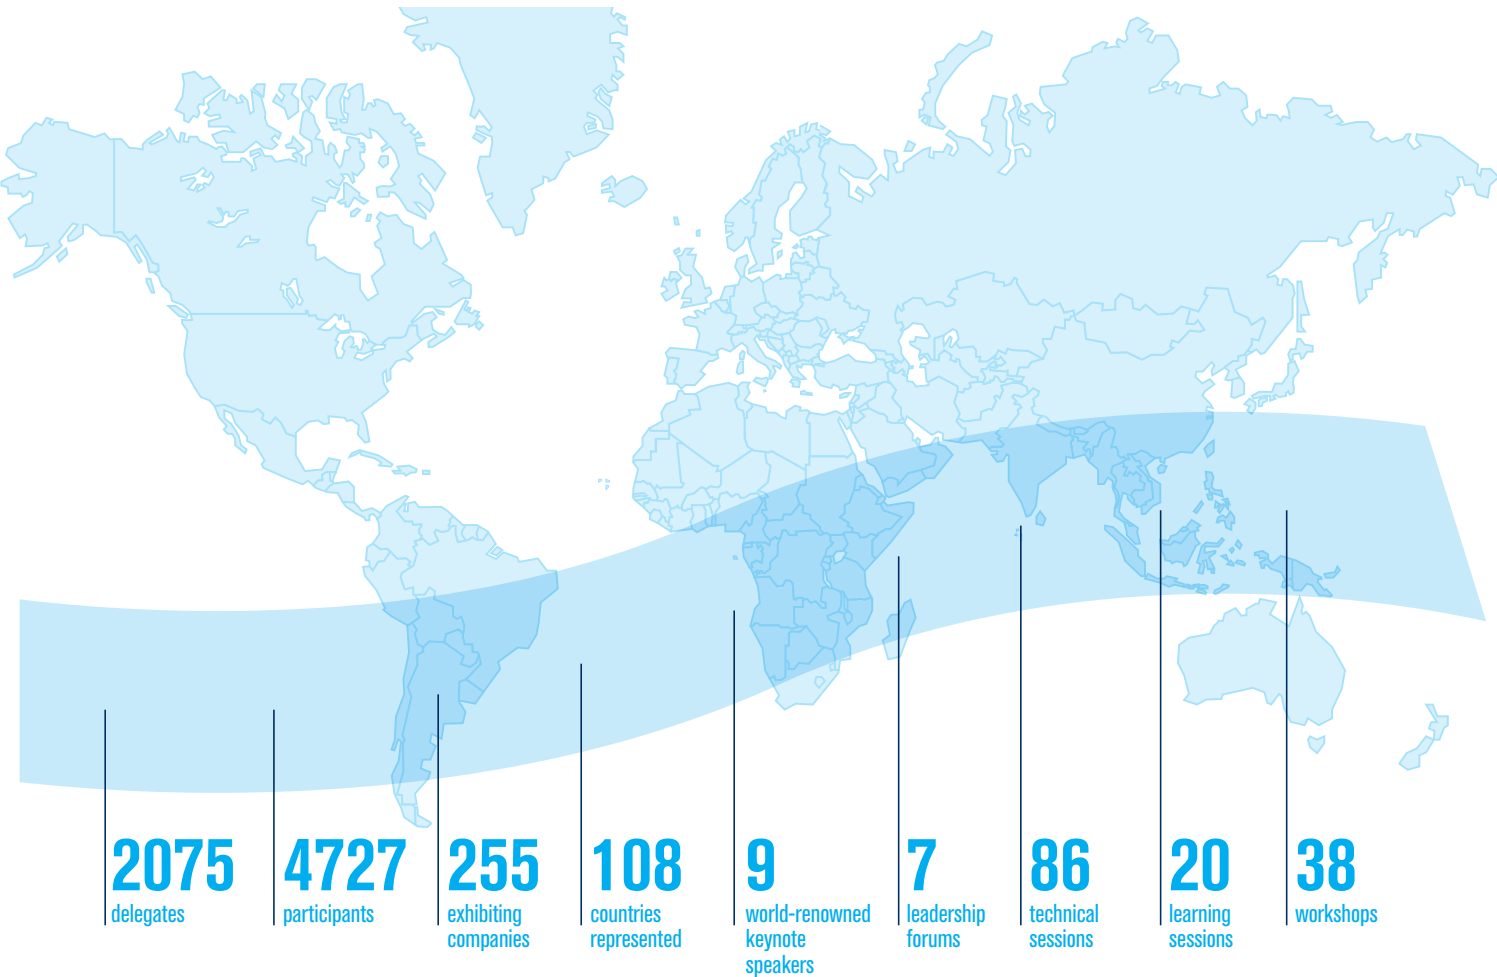 2075
delegates
4727
participants
255
exhibiting
companies
108
countries
represented
9
world-renowned
keynote
speakers
7
leadership
forums
86
technical
sessions
20
learning
sessions
38
workshops